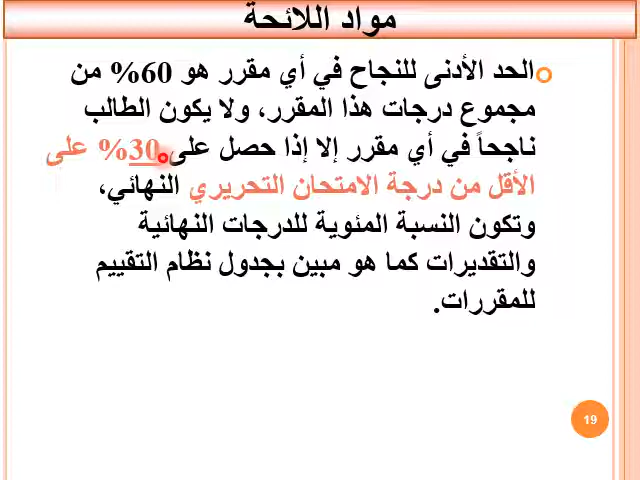 مواد اللائحة
الحد الأدنى للنجاح في أي مقرر هو 60% من
مجموع درجات هذا المقرر، ولا يكون الطالب
ناجحاً في أي مقرر إلا إذا حصل على 30% على
الأقل من درجة الامتحان التحريري النهائي،
وتكون النسبة المئوية للدرجات النهائية
والتقديرات كما هو مبين بجدول نظام التقييم
للمقررات.
19